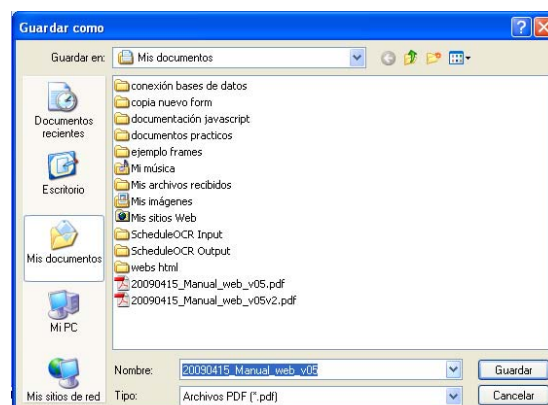 Guardar como
Guardar en:
Mis documentos
Documentos
recientes
Escritorio
Mis documentos
Mi PC
Mis sitios de red
conexión bases de datos
copia nuevo form
documentación javascript
documentos practicos
ejemplo frames
Mi música
Mis archivos recibidos
Mis imágenes
Mis sitios Web
ScheduleOCR Input
ScheduleOCR Output
webs html
20090415_Manual_web_v05.pdf
20090415_Manual_web_v05v2.pdf
Nombre:
20090415_Manual_web_v05
Guardar
Tipo:
Archivos PDF (*.pdf)
Cancelar